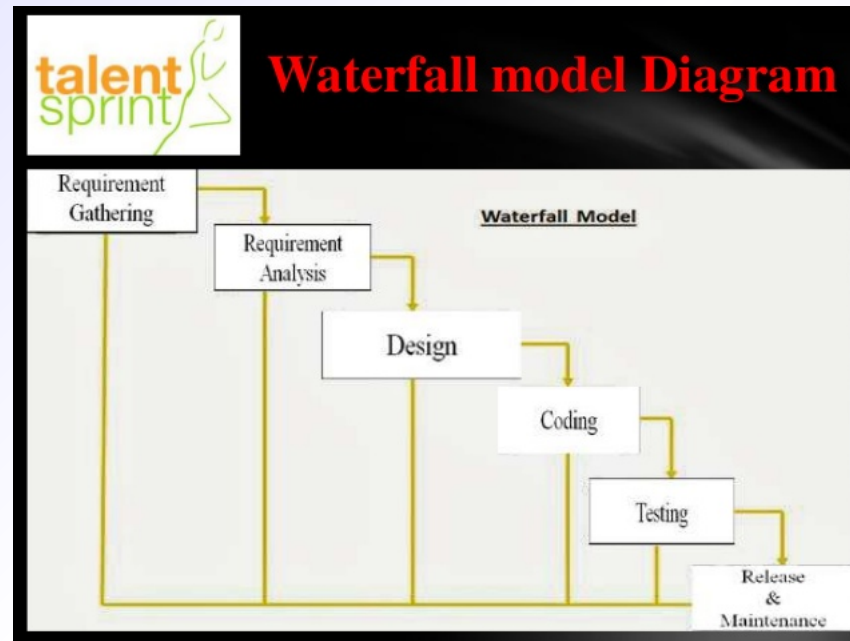 talent
sprint
Waterfall model Diagram
Requirement
Gathering
Waterfall Model
Requirement
Analysis
Design
Coding
Testing
Release
&
Maintenance